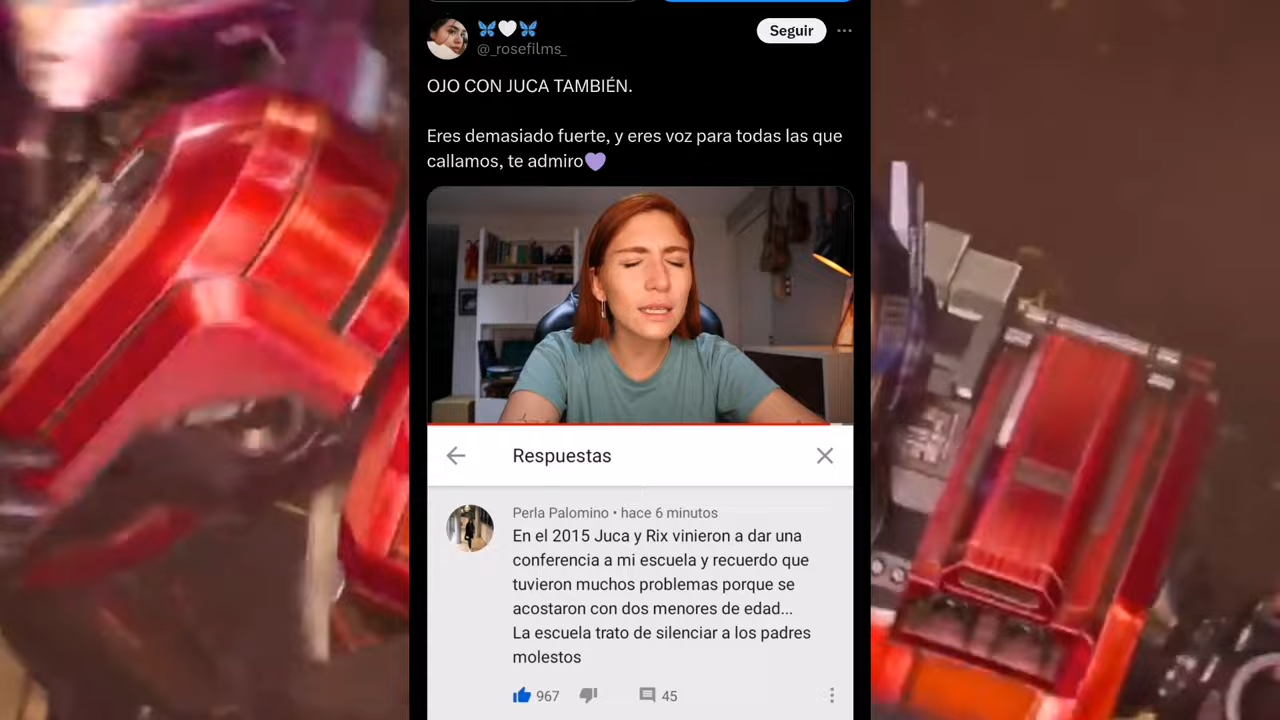 🦋🤍🦋
@_rosefilms_
Seguir
OJO CON JUCA TAMBIÉN.
Eres demasiado fuerte, y eres voz para todas las que
callamos, te admiro💜
Respuestas
Perla Palomino • hace 6 minutos
En el 2015 Juca y Rix vinieron a dar una
conferencia a mi escuela y recuerdo que
tuvieron muchos problemas porque se
acostaron con dos menores de edad...
La escuela trato de silenciar a los padres
molestos
967
45